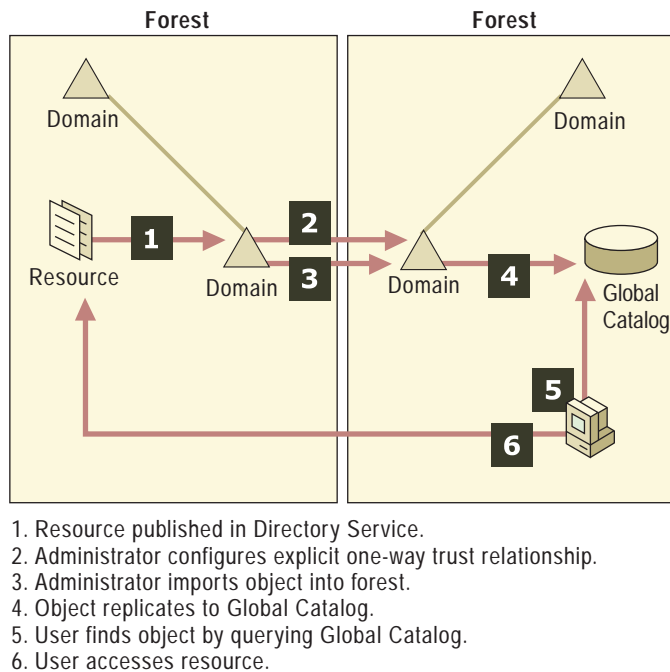 Forest
Forest
Domain
Domain
1
2
3
4
Resource
Domain
Domain
Global
Catalog
5
6
1. Resource published in Directory Service.
2. Administrator configures explicit one-way trust relationship.
3. Administrator imports object into forest.
4. Object replicates to Global Catalog.
5. User finds object by querying Global Catalog.
6. User accesses resource.